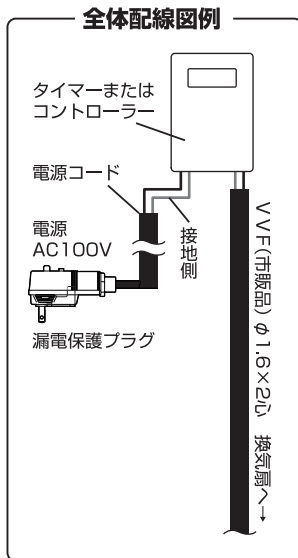 全体配線図例
タイマーまたは
コントローラー
電源コード
電源
AC100V
接地側
漏電保護プラグ
VVF(市販品)φ1.6×2心 換気扇へ→